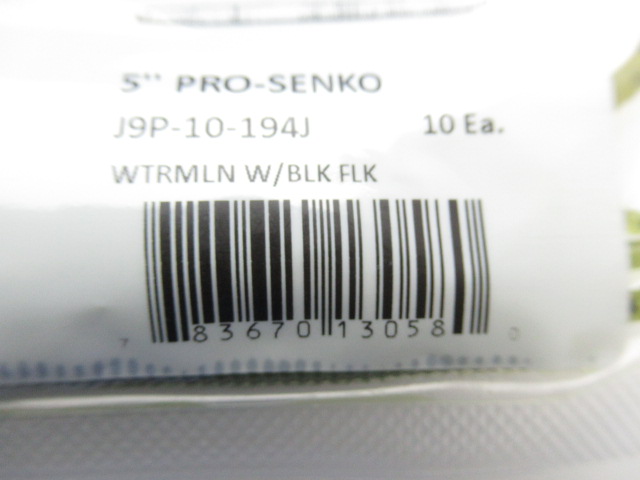 5" PRO-SENKO
J9P-10-194J 10 Ea.
WTRMLN W/BLK FLK
7 83670 13058 0